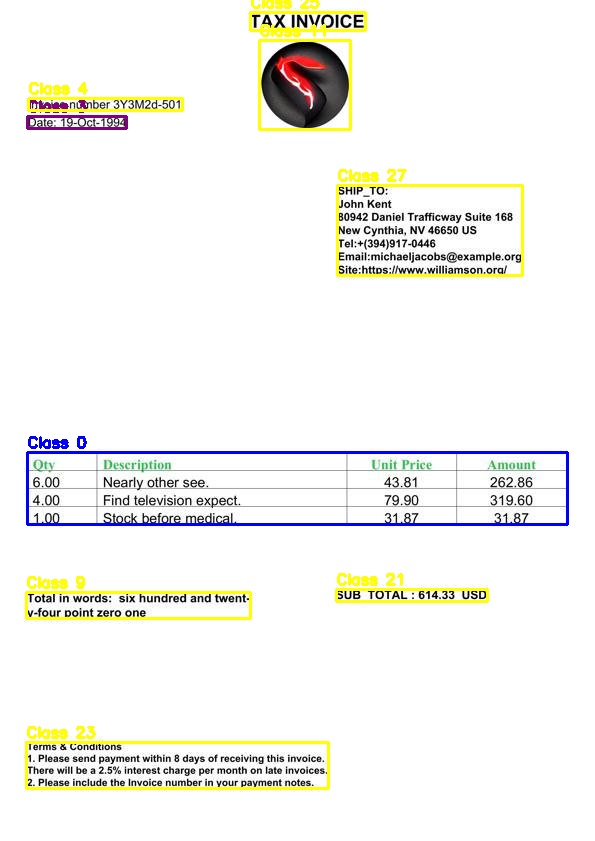 Class 25
TAX INVOICE
Class 11
Class 4
Invoice number 3Y3M2d-501
Date: 19-Oct-1994
Class 27
SHIP_TO:
John Kent
80942 Daniel Trafficway Suite 168
New Cynthia, NV 46650 US
Tel:+(394)917-0446
Email:michaeljacobs@example.org
Site:https://www.williamson.org/
Class 0
Qty Description Unit Price Amount
6.00 Nearly other see. 43.81 262.86
4.00 Find television expect. 79.90 319.60
1.00 Stock before medical. 31.87 31.87
Class 9
Total in words: six hundred and twent-
y-four point zero one
Class 21
SUB_TOTAL : 614.33 USD
Class 23
Terms & Conditions
1. Please send payment within 8 days of receiving this invoice.
There will be a 2.5% interest charge per month on late invoices.
2. Please include the Invoice number in your payment notes.